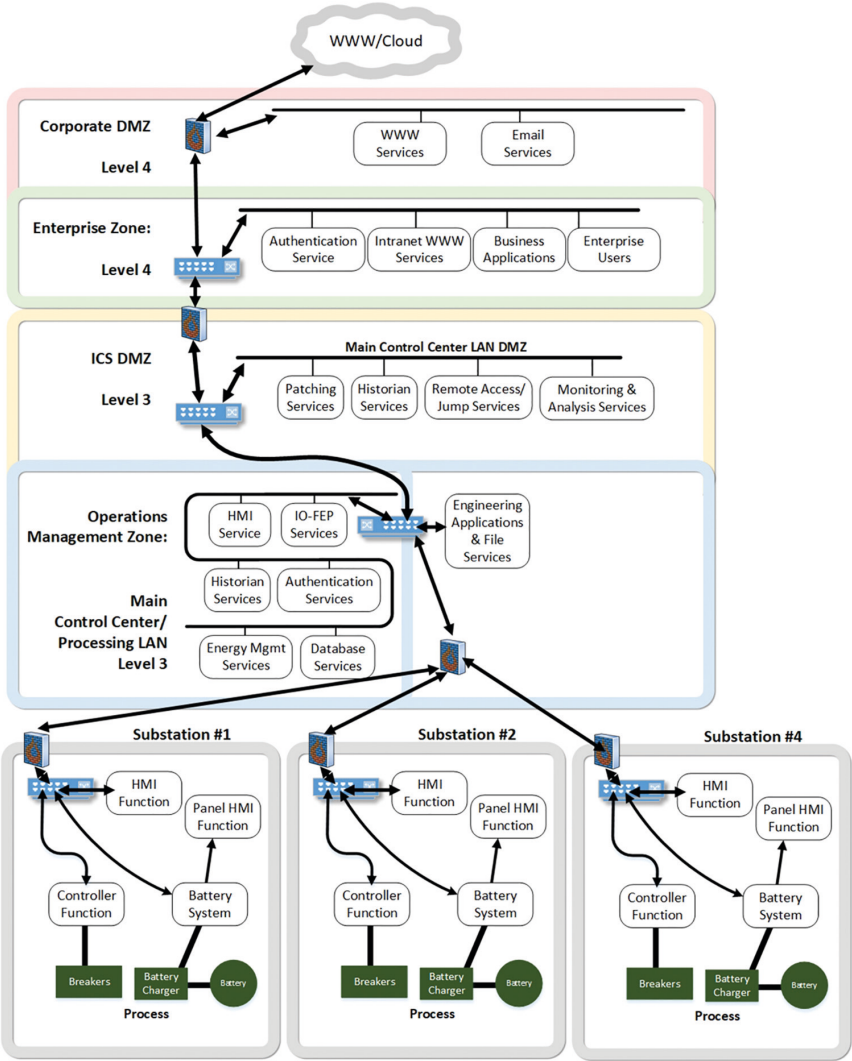 WWW/Cloud
Corporate DMZ
Level 4
WWW
Services
Email
Services
Enterprise Zone:
Level 4
Authentication
Service
Intranet WWW
Services
Business
Applications
Enterprise
Users
ICS DMZ
Level 3
Main Control Center LAN DMZ
Patching
Services
Historian
Services
Remote Access/
Jump Services
Monitoring &
Analysis Services
Operations
Management Zone:
HMI
Service
IO-FEP
Services
Engineering
Applications
& File
Services
Historian
Services
Authentication
Services
Main
Control Center/
Processing LAN
Level 3
Energy Mgmt
Services
Database
Services
Substation #1
HMI
Function
Panel HMI
Function
Controller
Function
Battery
System
Breakers
Battery
Charger
Battery
Process
Substation #2
HMI
Function
Panel HMI
Function
Controller
Function
Battery
System
Breakers
Battery
Charger
Battery
Process
Substation #4
HMI
Function
Panel HMI
Function
Controller
Function
Battery
System
Breakers
Battery
Charger
Battery
Process